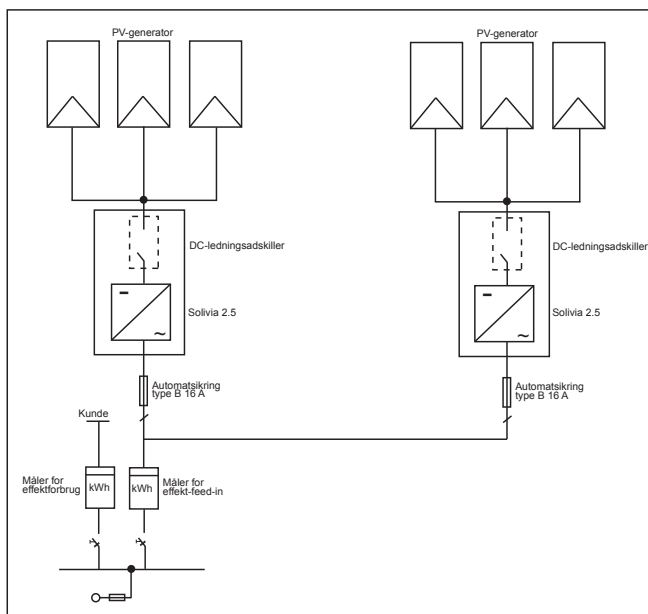 PV-generator
PV-generator
DC-ledningsadskiller
DC-ledningsadskiller
Solivia 2.5
Solivia 2.5
Automatsikring
type B 16 A
Automatsikring
type B 16 A
Kunde
Måler for
effektforbrug
kWh
kWh
Måler for
effekt-feed-in